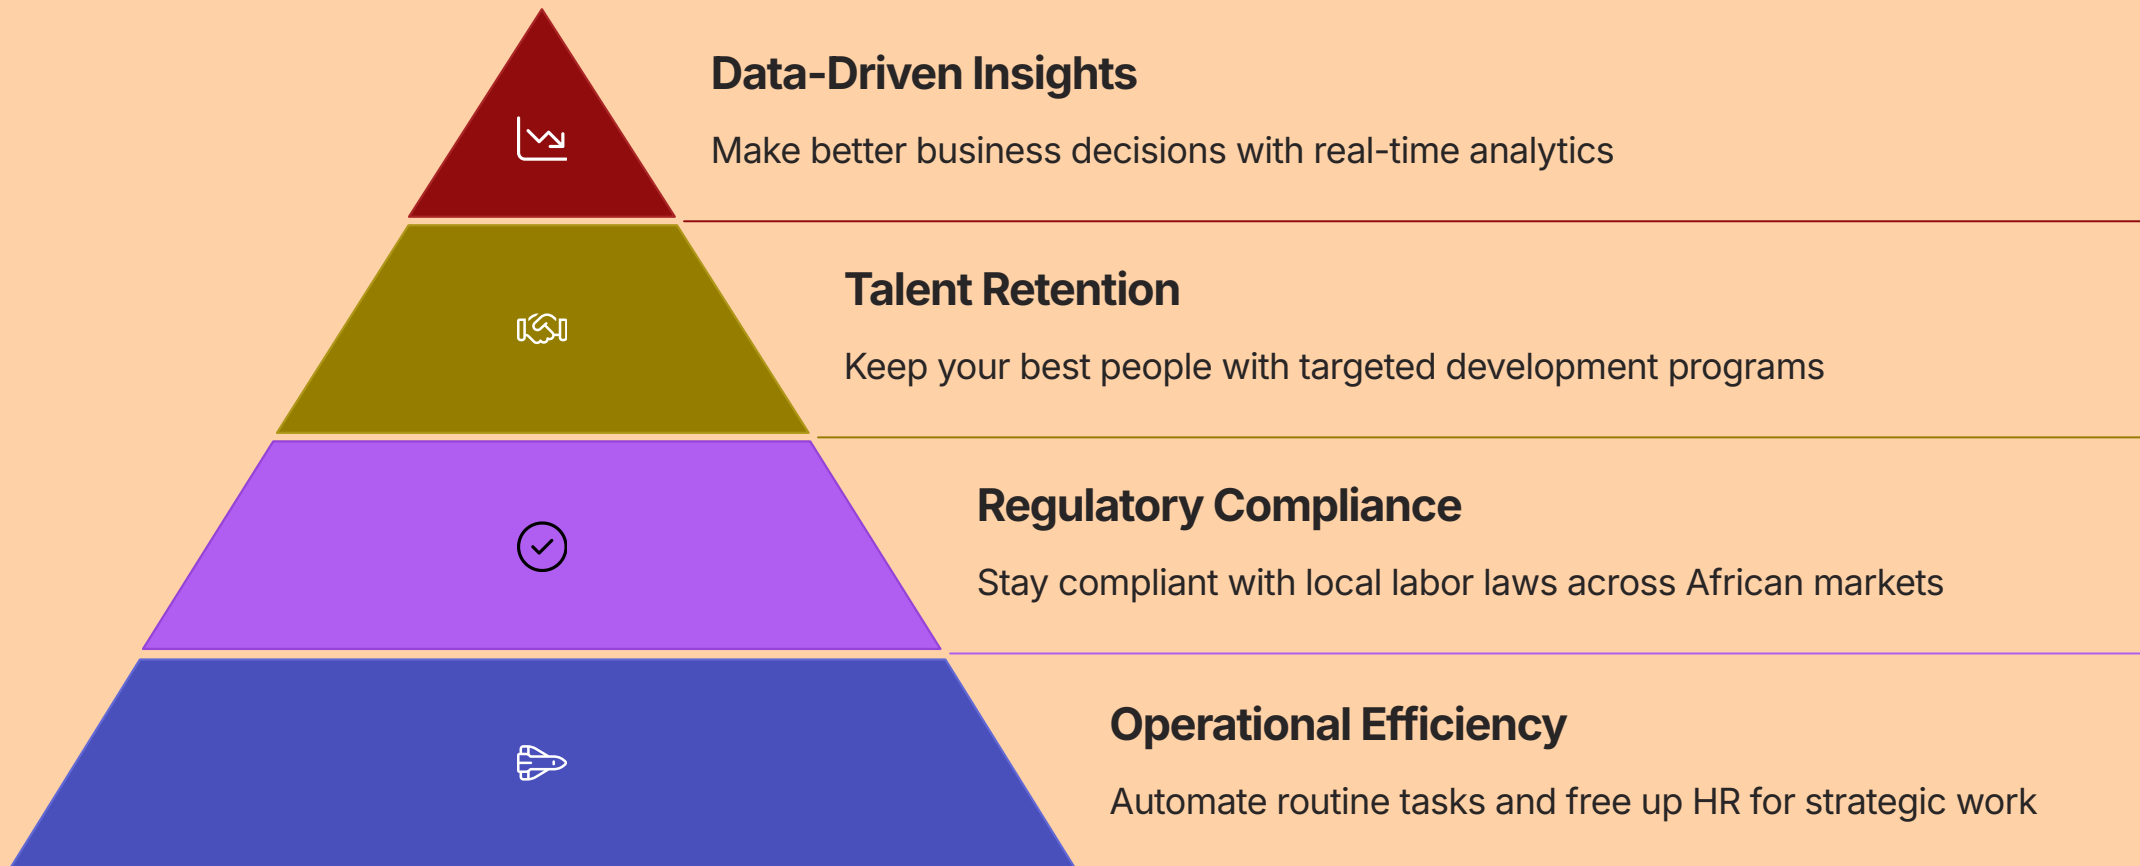 Data-Driven Insights
Make better business decisions with real-time analytics
Talent Retention
Keep your best people with targeted development programs
Regulatory Compliance
Stay compliant with local labor laws across African markets
Operational Efficiency
Automate routine tasks and free up HR for strategic work